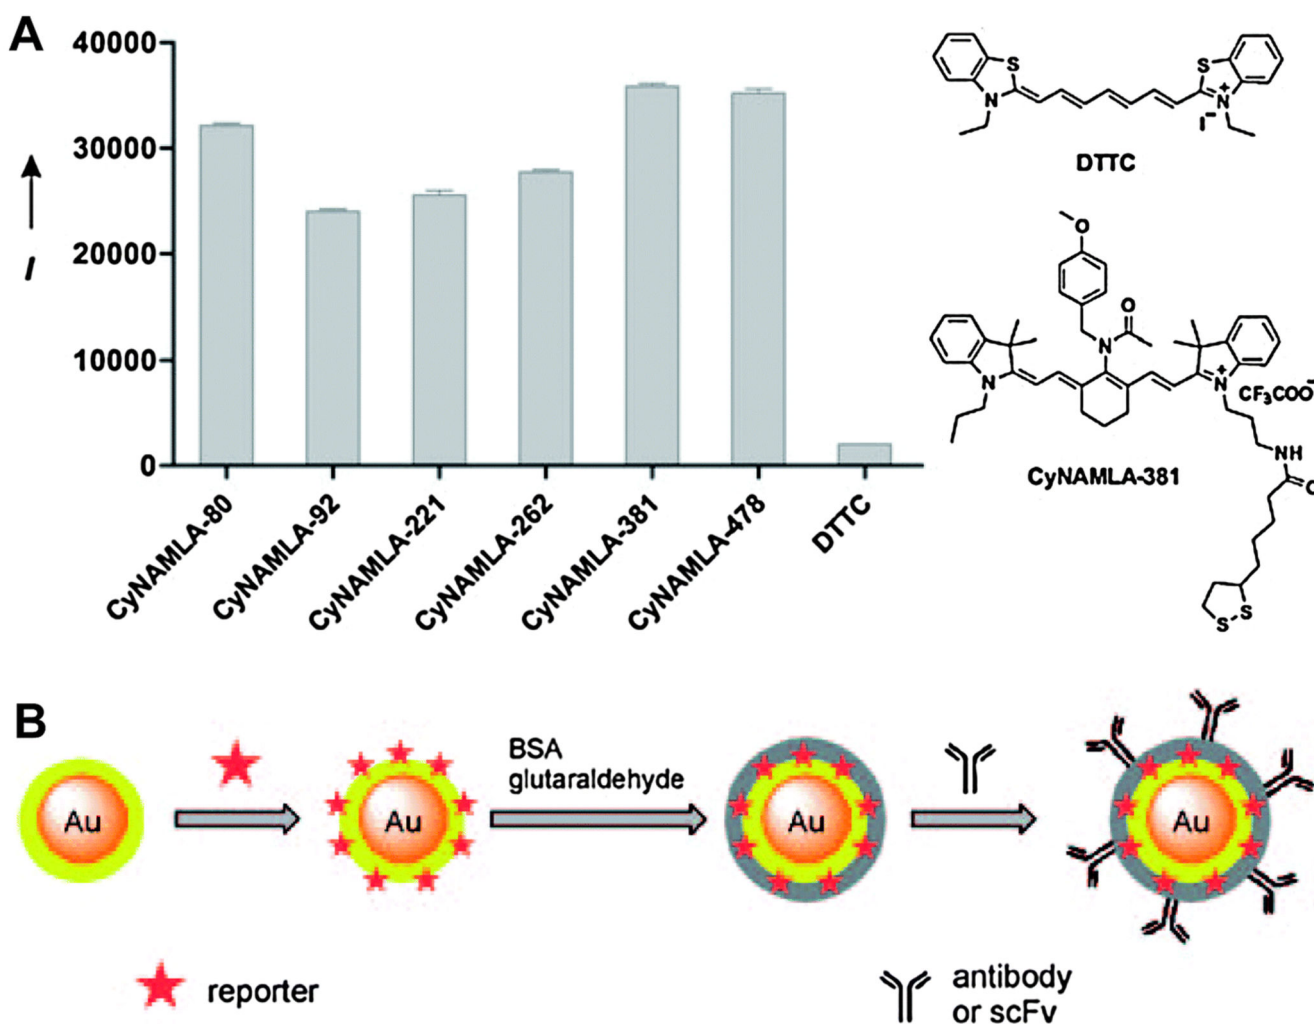 A
40000
30000
20000
10000
0
I
CyNAMLA-80
CyNAMLA-92
CyNAMLA-221
CyNAMLA-262
CyNAMLA-381
CyNAMLA-478
DTTC
S
N
S
N
+
I−
DTTC
O
O
N
N
N
+
CF₃COO−
NH
O
S
S
CyNAMLA-381
B
Au
Au
BSA
glutaraldehyde
Au
Au
reporter
antibody
or scFv